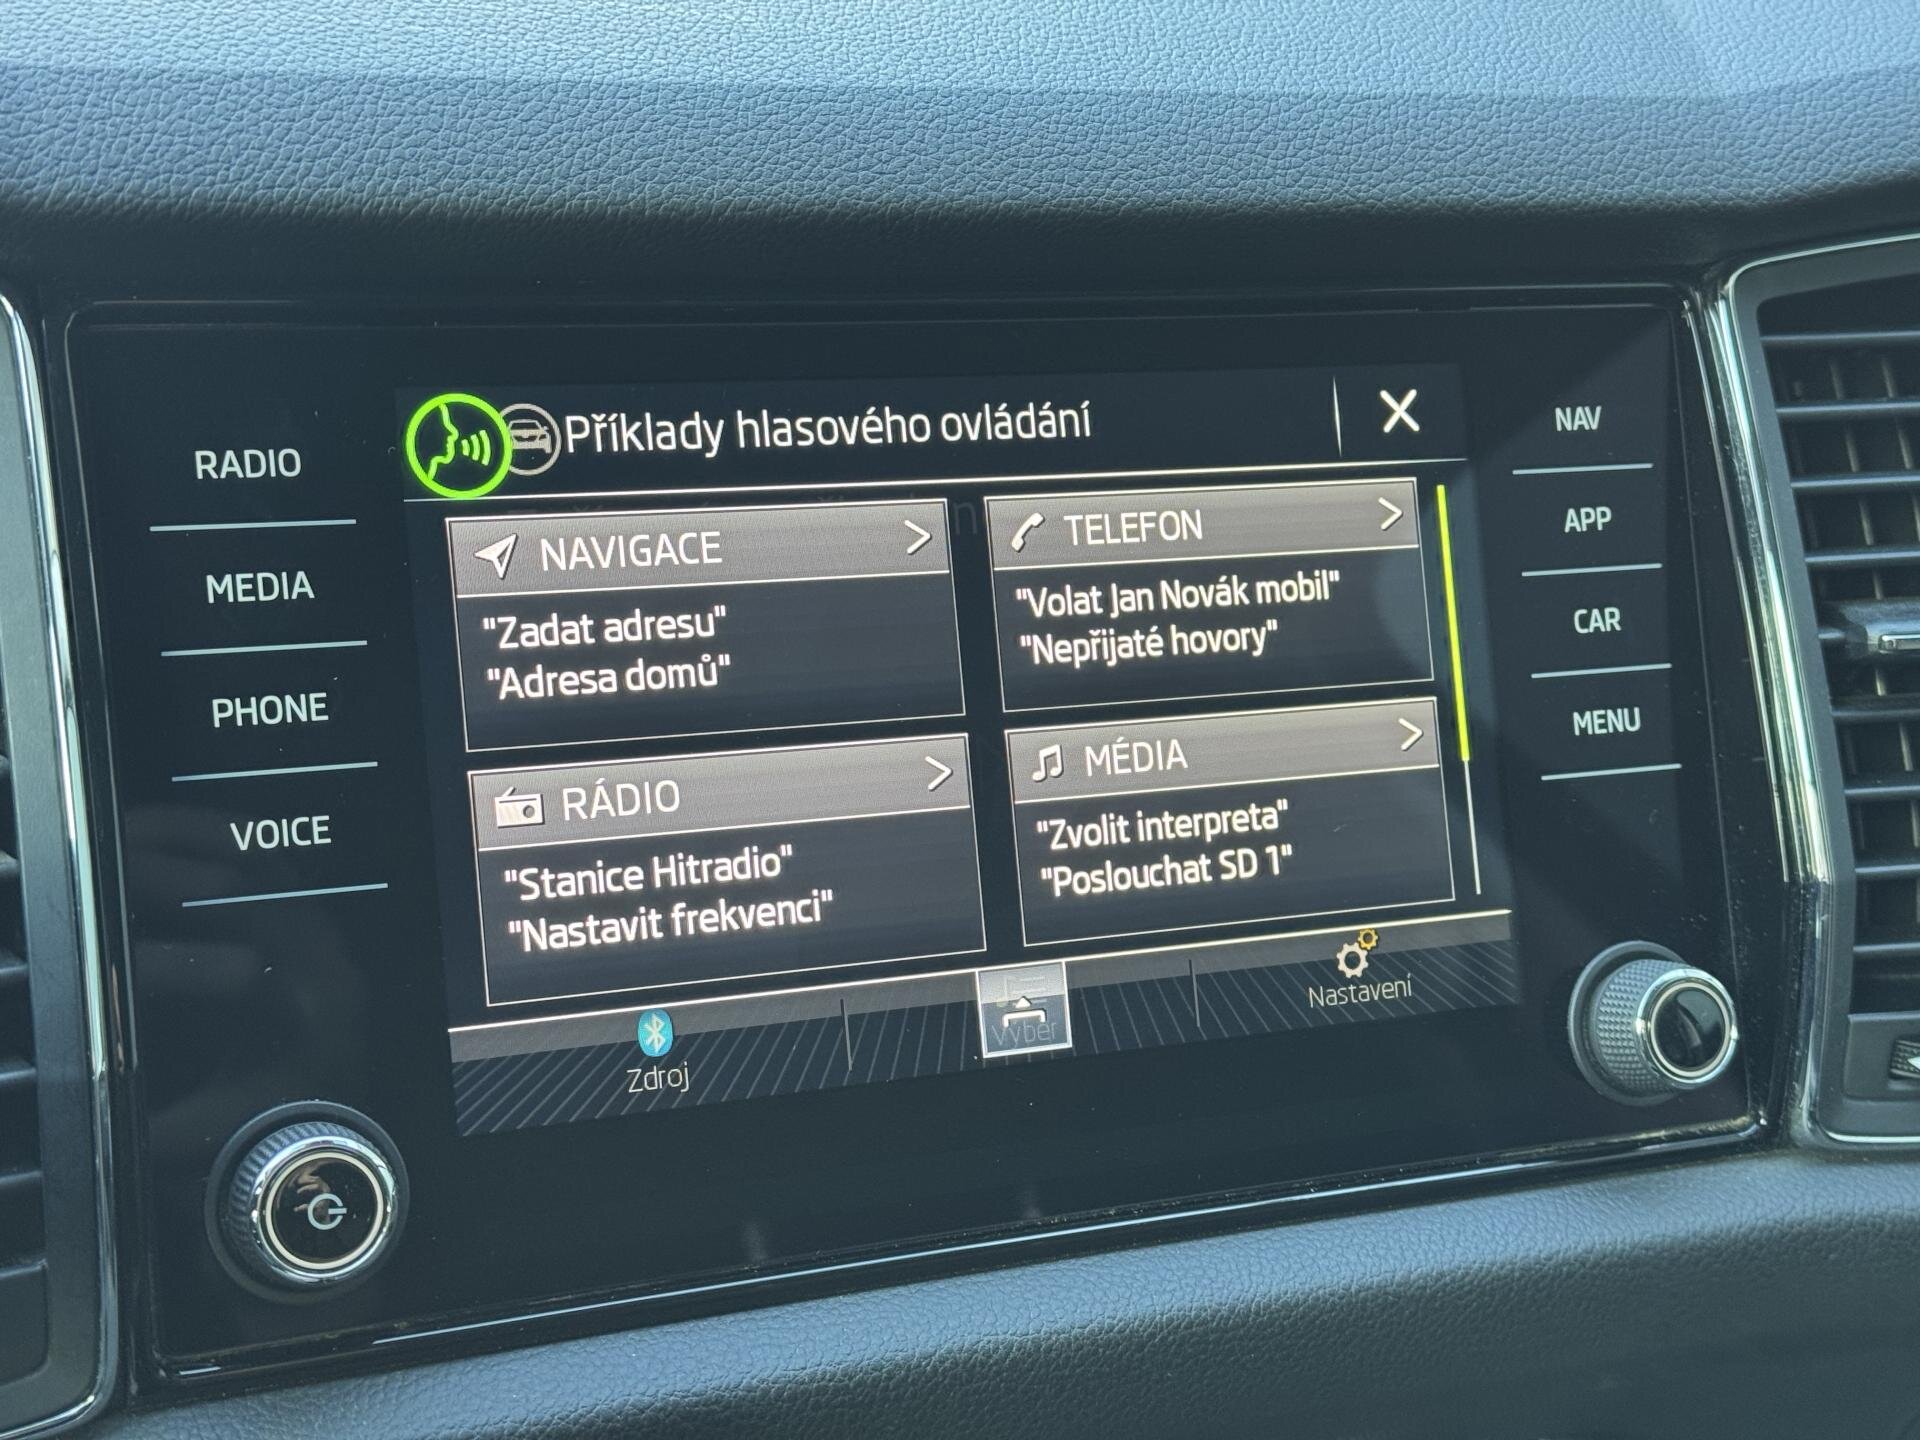 RADIO
MEDIA
PHONE
VOICE
Příklady hlasového ovládání
NAVIGACE
"Zadat adresu"
"Adresa domů"
TELEFON
"Volat Jan Novák mobil"
"Nepřijaté hovory"
RÁDIO
"Stanice Hitradio"
"Nastavit frekvenci"
MÉDIA
"Zvolit interpreta"
"Poslouchat SD 1"
Zdroj
Výběr
Nastavení
NAV
APP
CAR
MENU